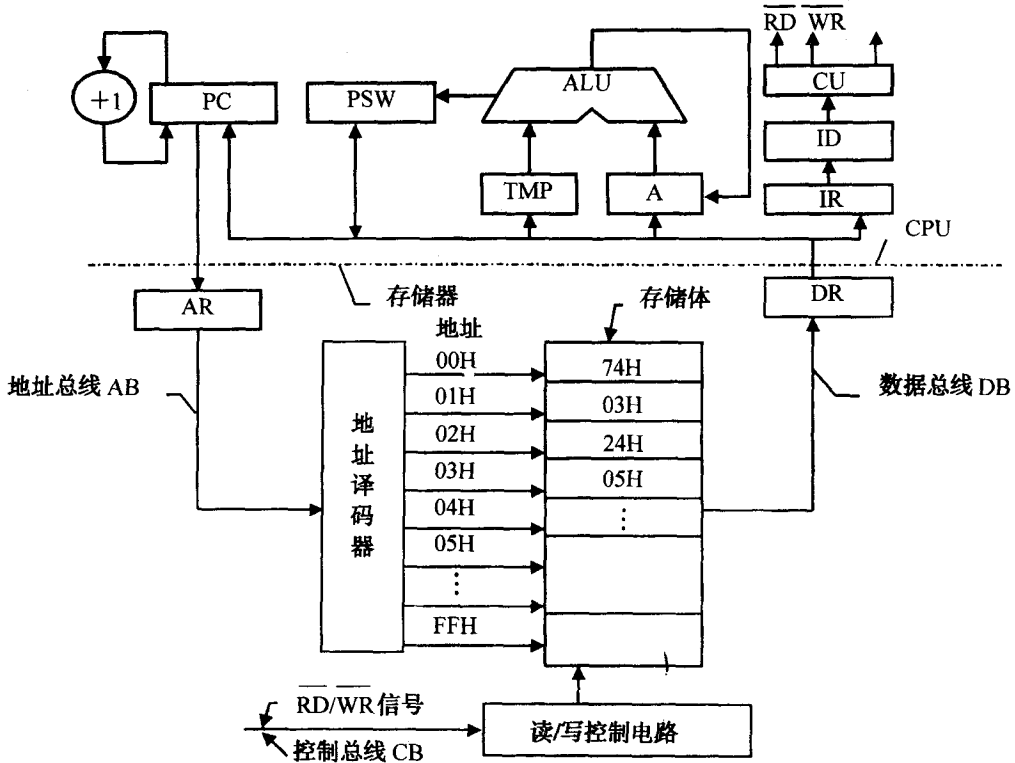 RD WR
+1
PC
PSW
ALU
CU
ID
TMP
A
IR
CPU
存储器
存储体
AR
DR
地址
地址总线 AB
数据总线 DB
地址译码器
00H
01H
02H
03H
04H
05H
⋮
FFH
74H
03H
24H
05H
⋮
RD/WR信号
控制总线 CB
读/写控制电路